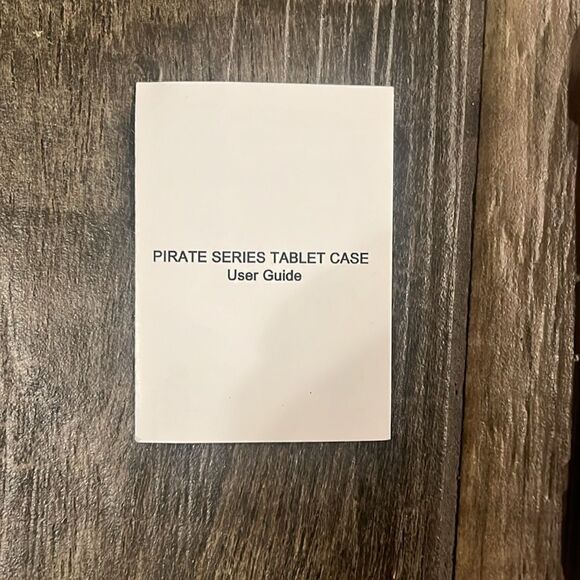 PIRATE SERIES TABLET CASE
User Guide